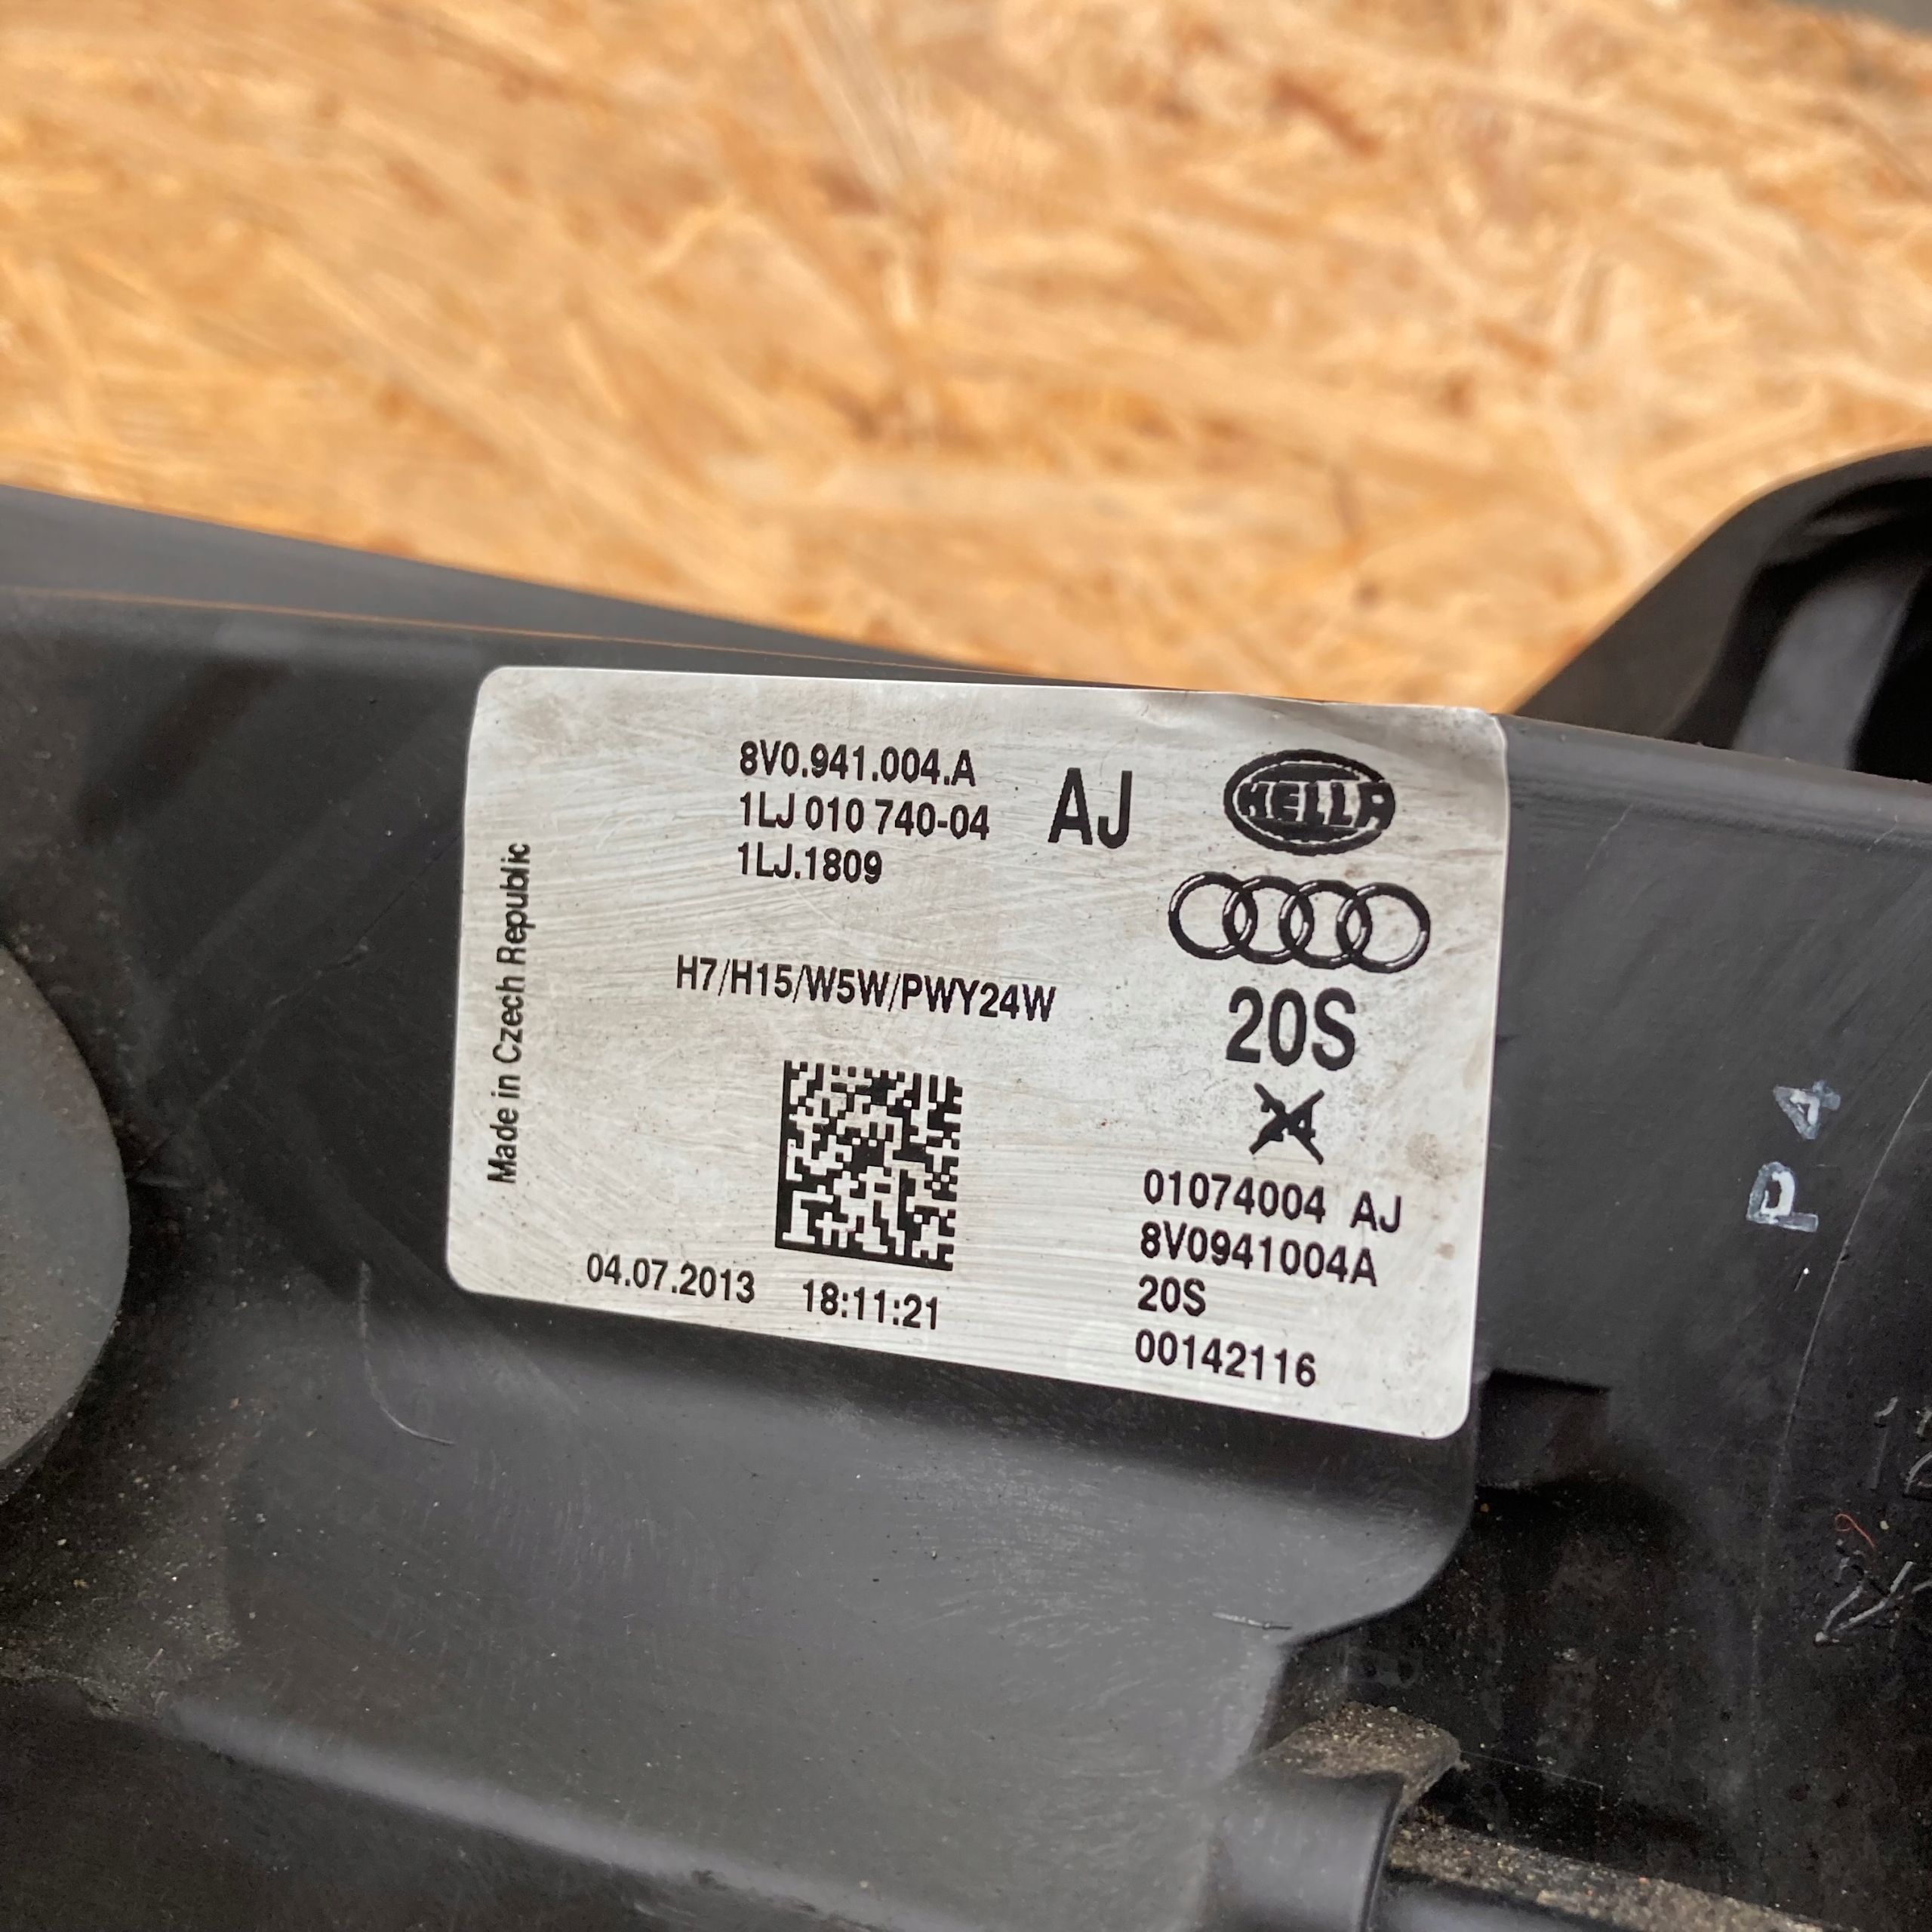 8V0.941.004.A
1LJ 010 740-04
AJ
1LJ.1809
HELLA
H7/H15/W5W/PWY24W
20S
Made in Czech Republic
01074004 AJ
8V0941004A
20S
00142116
04.07.2013 18:11:21
P4